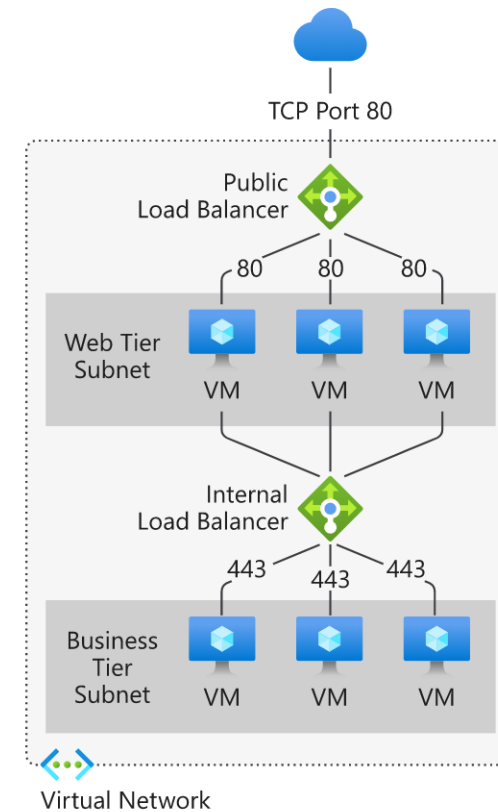 TCP Port 80
Public
Load Balancer
80 80 80
Web Tier
Subnet
VM VM VM
Internal
Load Balancer
443 443 443
Business
Tier
Subnet
VM VM VM
Virtual Network